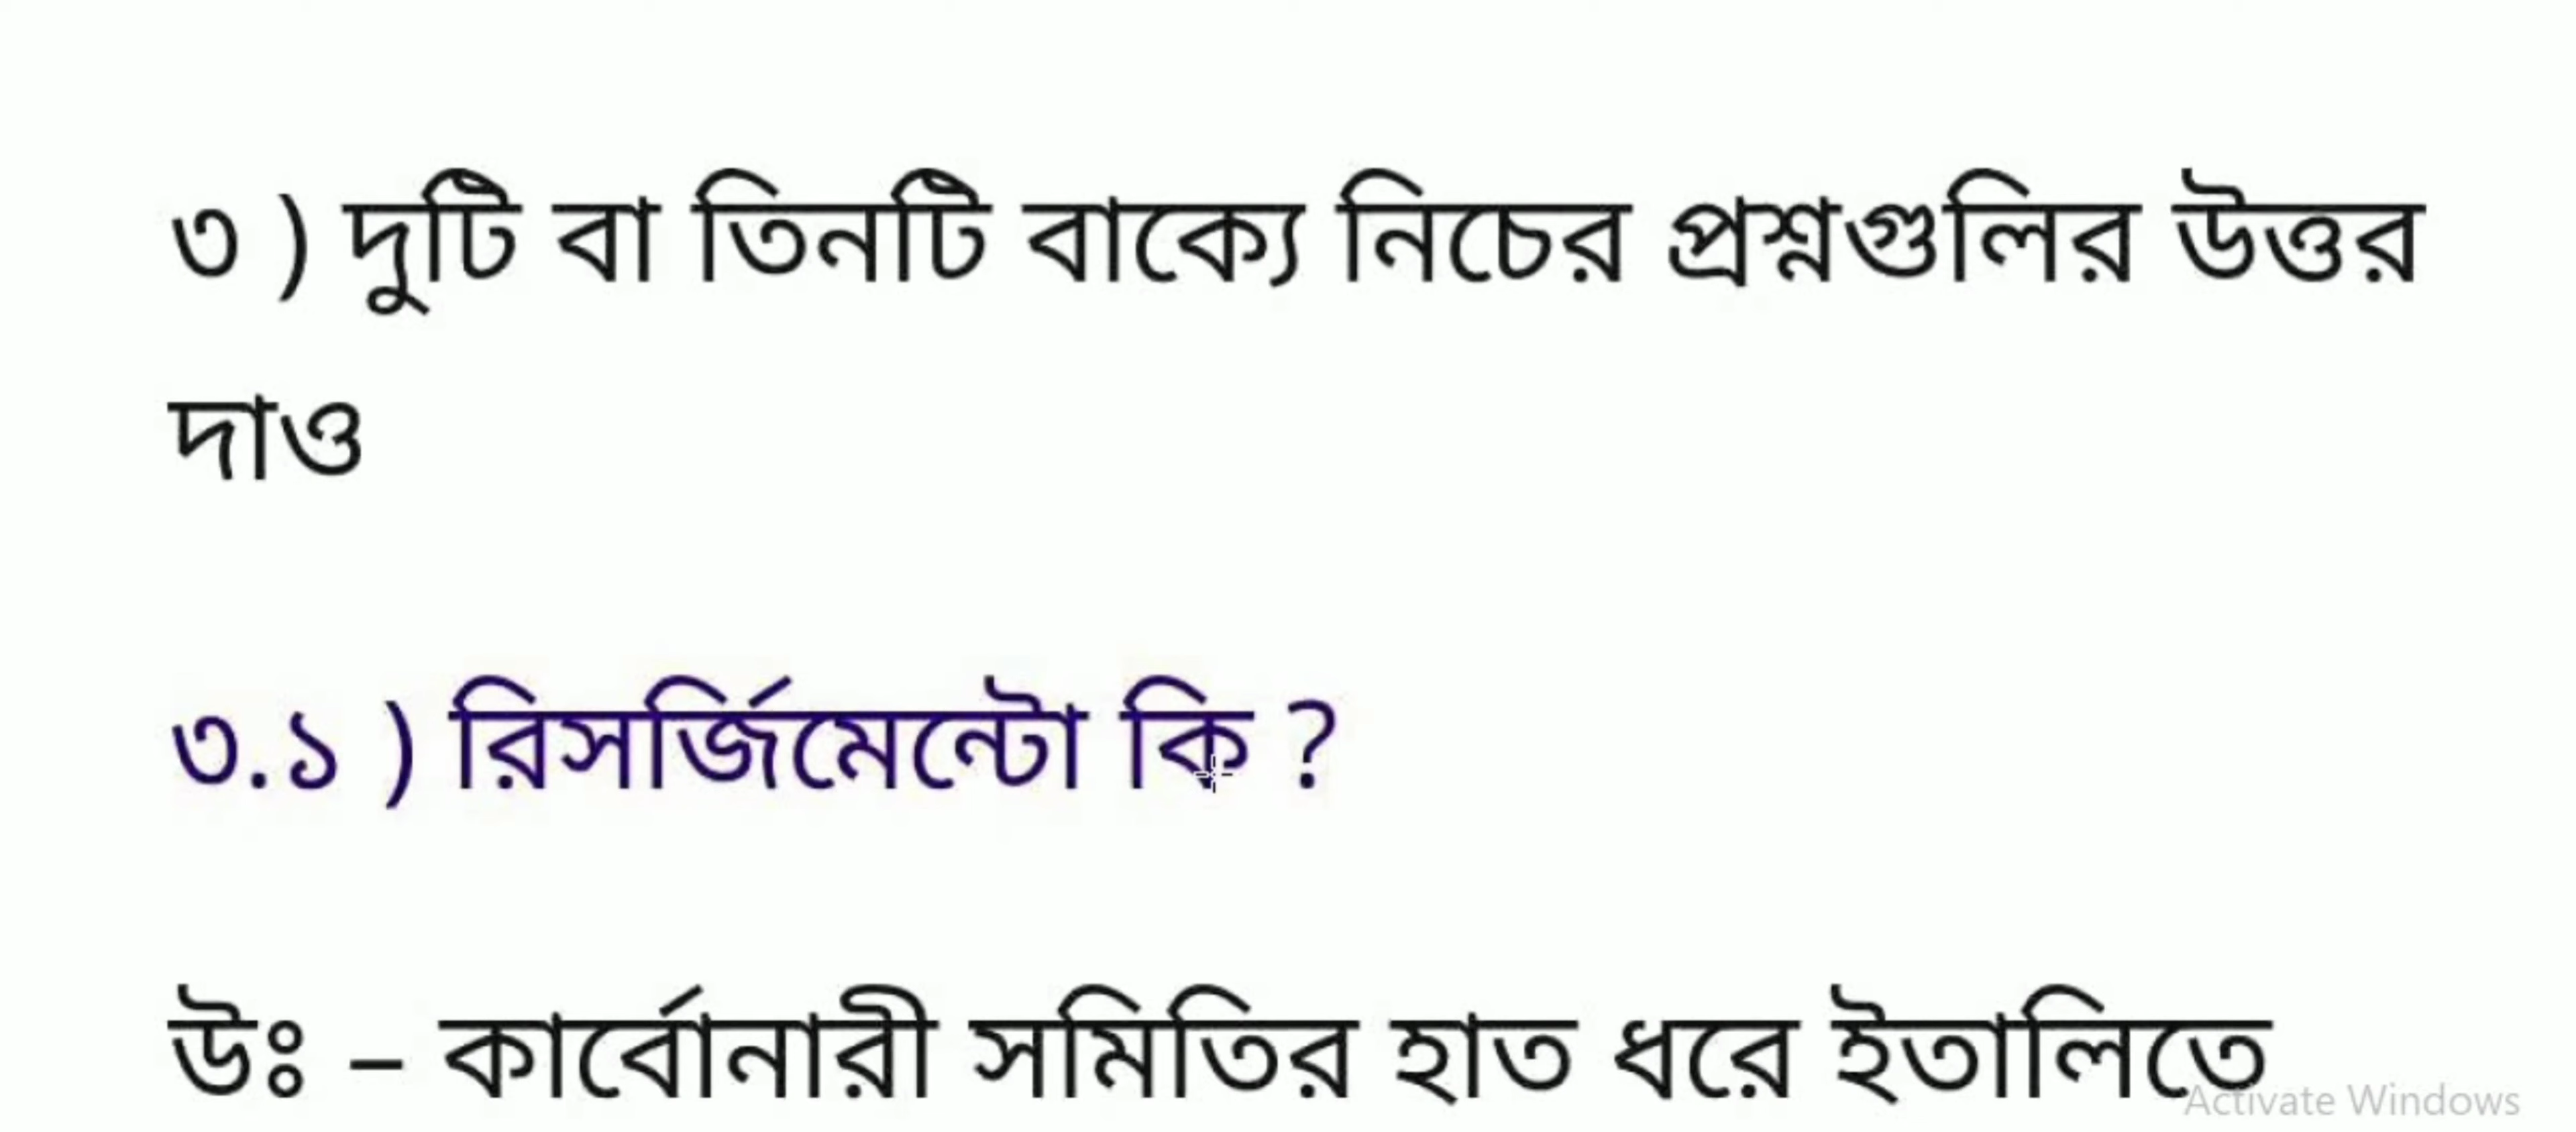 ৩ ) দুটি বা তিনটি বাক্যে নিচের প্রশ্নগুলির উত্তর
দাও
৩.১ ) রিসর্জিমেন্টো কি ?
উঃ – কার্বোনারী সমিতির হাত ধরে ইতালিতে
Activate Windows